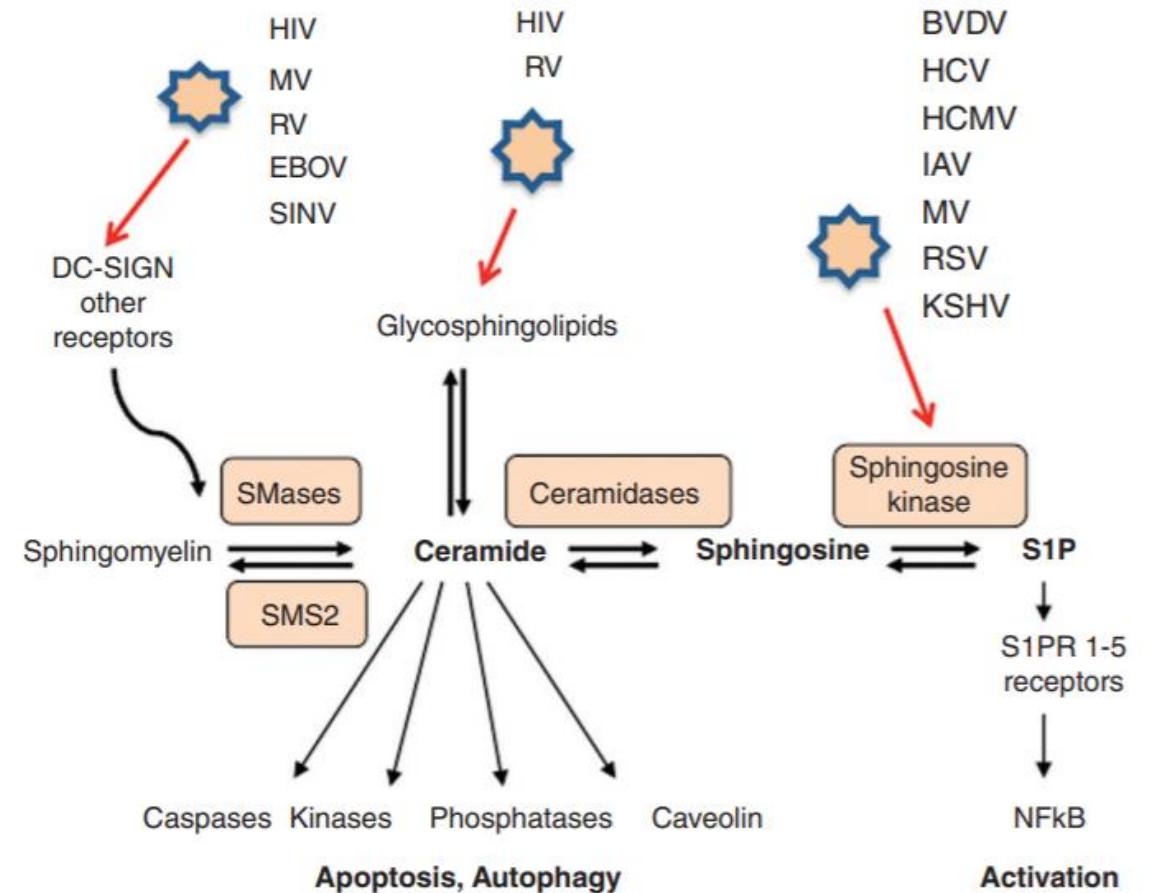 HIV
MV
RV
EBOV
SINV
HIV
RV
BVDV
HCV
HCMV
IAV
MV
RSV
KSHV
DC-SIGN
other
receptors
Glycosphingolipids
SMases
Ceramidases
Sphingosine
kinase
Sphingomyelin
Ceramide
Sphingosine
S1P
SMS2
S1PR 1-5
receptors
Caspases
Kinases
Phosphatases
Caveolin
NFkB
Apoptosis, Autophagy
Activation